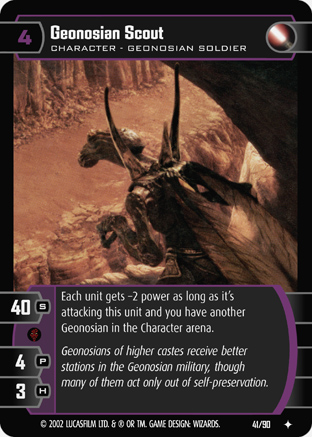 4 Geonosian Scout
CHARACTER - GEONOSIAN SOLDIER
40 S
4 P
3 H
Each unit gets –2 power as long as it's
attacking this unit and you have another
Geonosian in the Character arena.
Geonosians of higher castes receive better
stations in the Geonosian military, though
many of them act only out of self-preservation.
© 2002 LUCASFILM LTD. & ® OR TM. GAME DESIGN: WIZARDS. 41/90